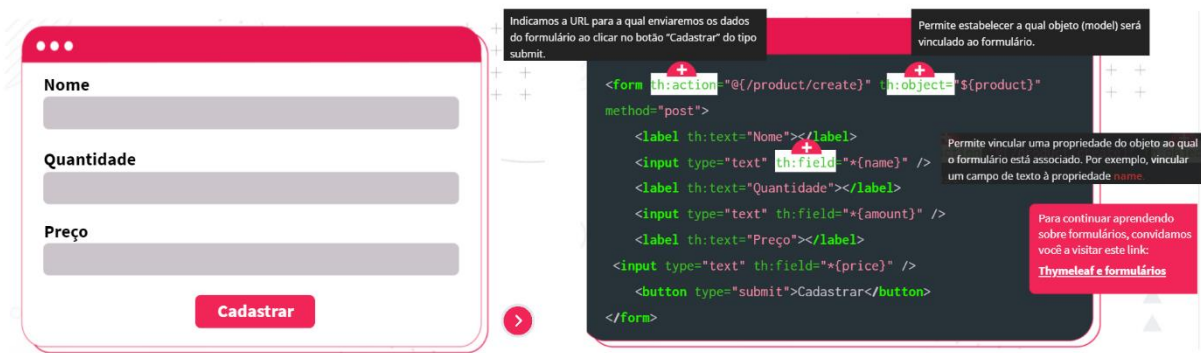 Nome
Quantidade
Preço
Cadastrar
Indicamos a URL para a qual enviaremos os dados
do formulário ao clicar no botão "Cadastrar" do tipo
submit.
Permite estabelecer a qual objeto (model) será
vinculado ao formulário.
<form th:action="@{/product/create}" th:object="${product}"
method="post">
<label th:text="Nome"></label>
<input type="text" th:field="*{name}" />
<label th:text="Quantidade"></label>
<input type="text" th:field="*{amount}" />
<label th:text="Preço"></label>
<input type="text" th:field="*{price}" />
<button type="submit">Cadastrar</button>
</form>
Permite vincular uma propriedade do objeto ao qual
o formulário está associado. Por exemplo, vincular
um campo de texto à propriedade name.
Para continuar aprendendo
sobre formulários, convidamos
você a visitar este link:
Thymeleaf e formulários